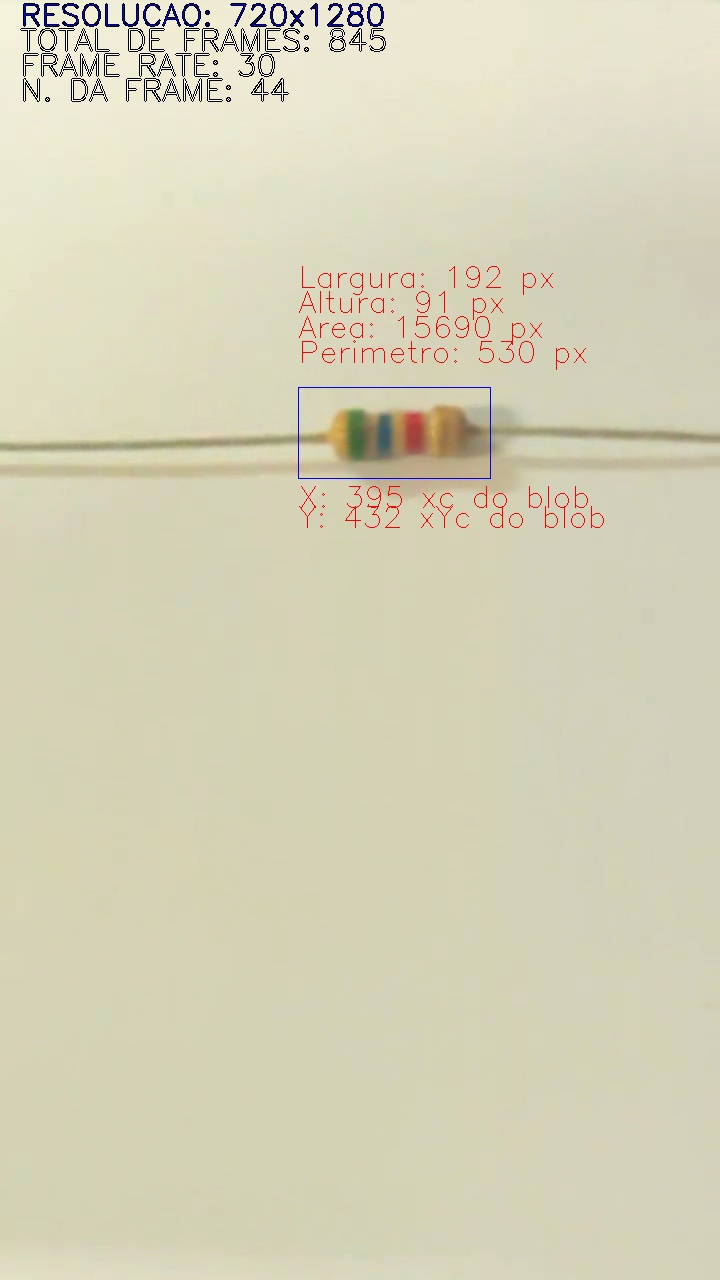 RESOLUCAO: 720x1280
TOTAL DE FRAMES: 845
FRAME RATE: 30
N. DA FRAME: 44
Largura: 192 px
Altura: 91 px
Area: 15690 px
Perimetro: 530 px
X: 395 xc do blob
Y: 432 xYc do blob